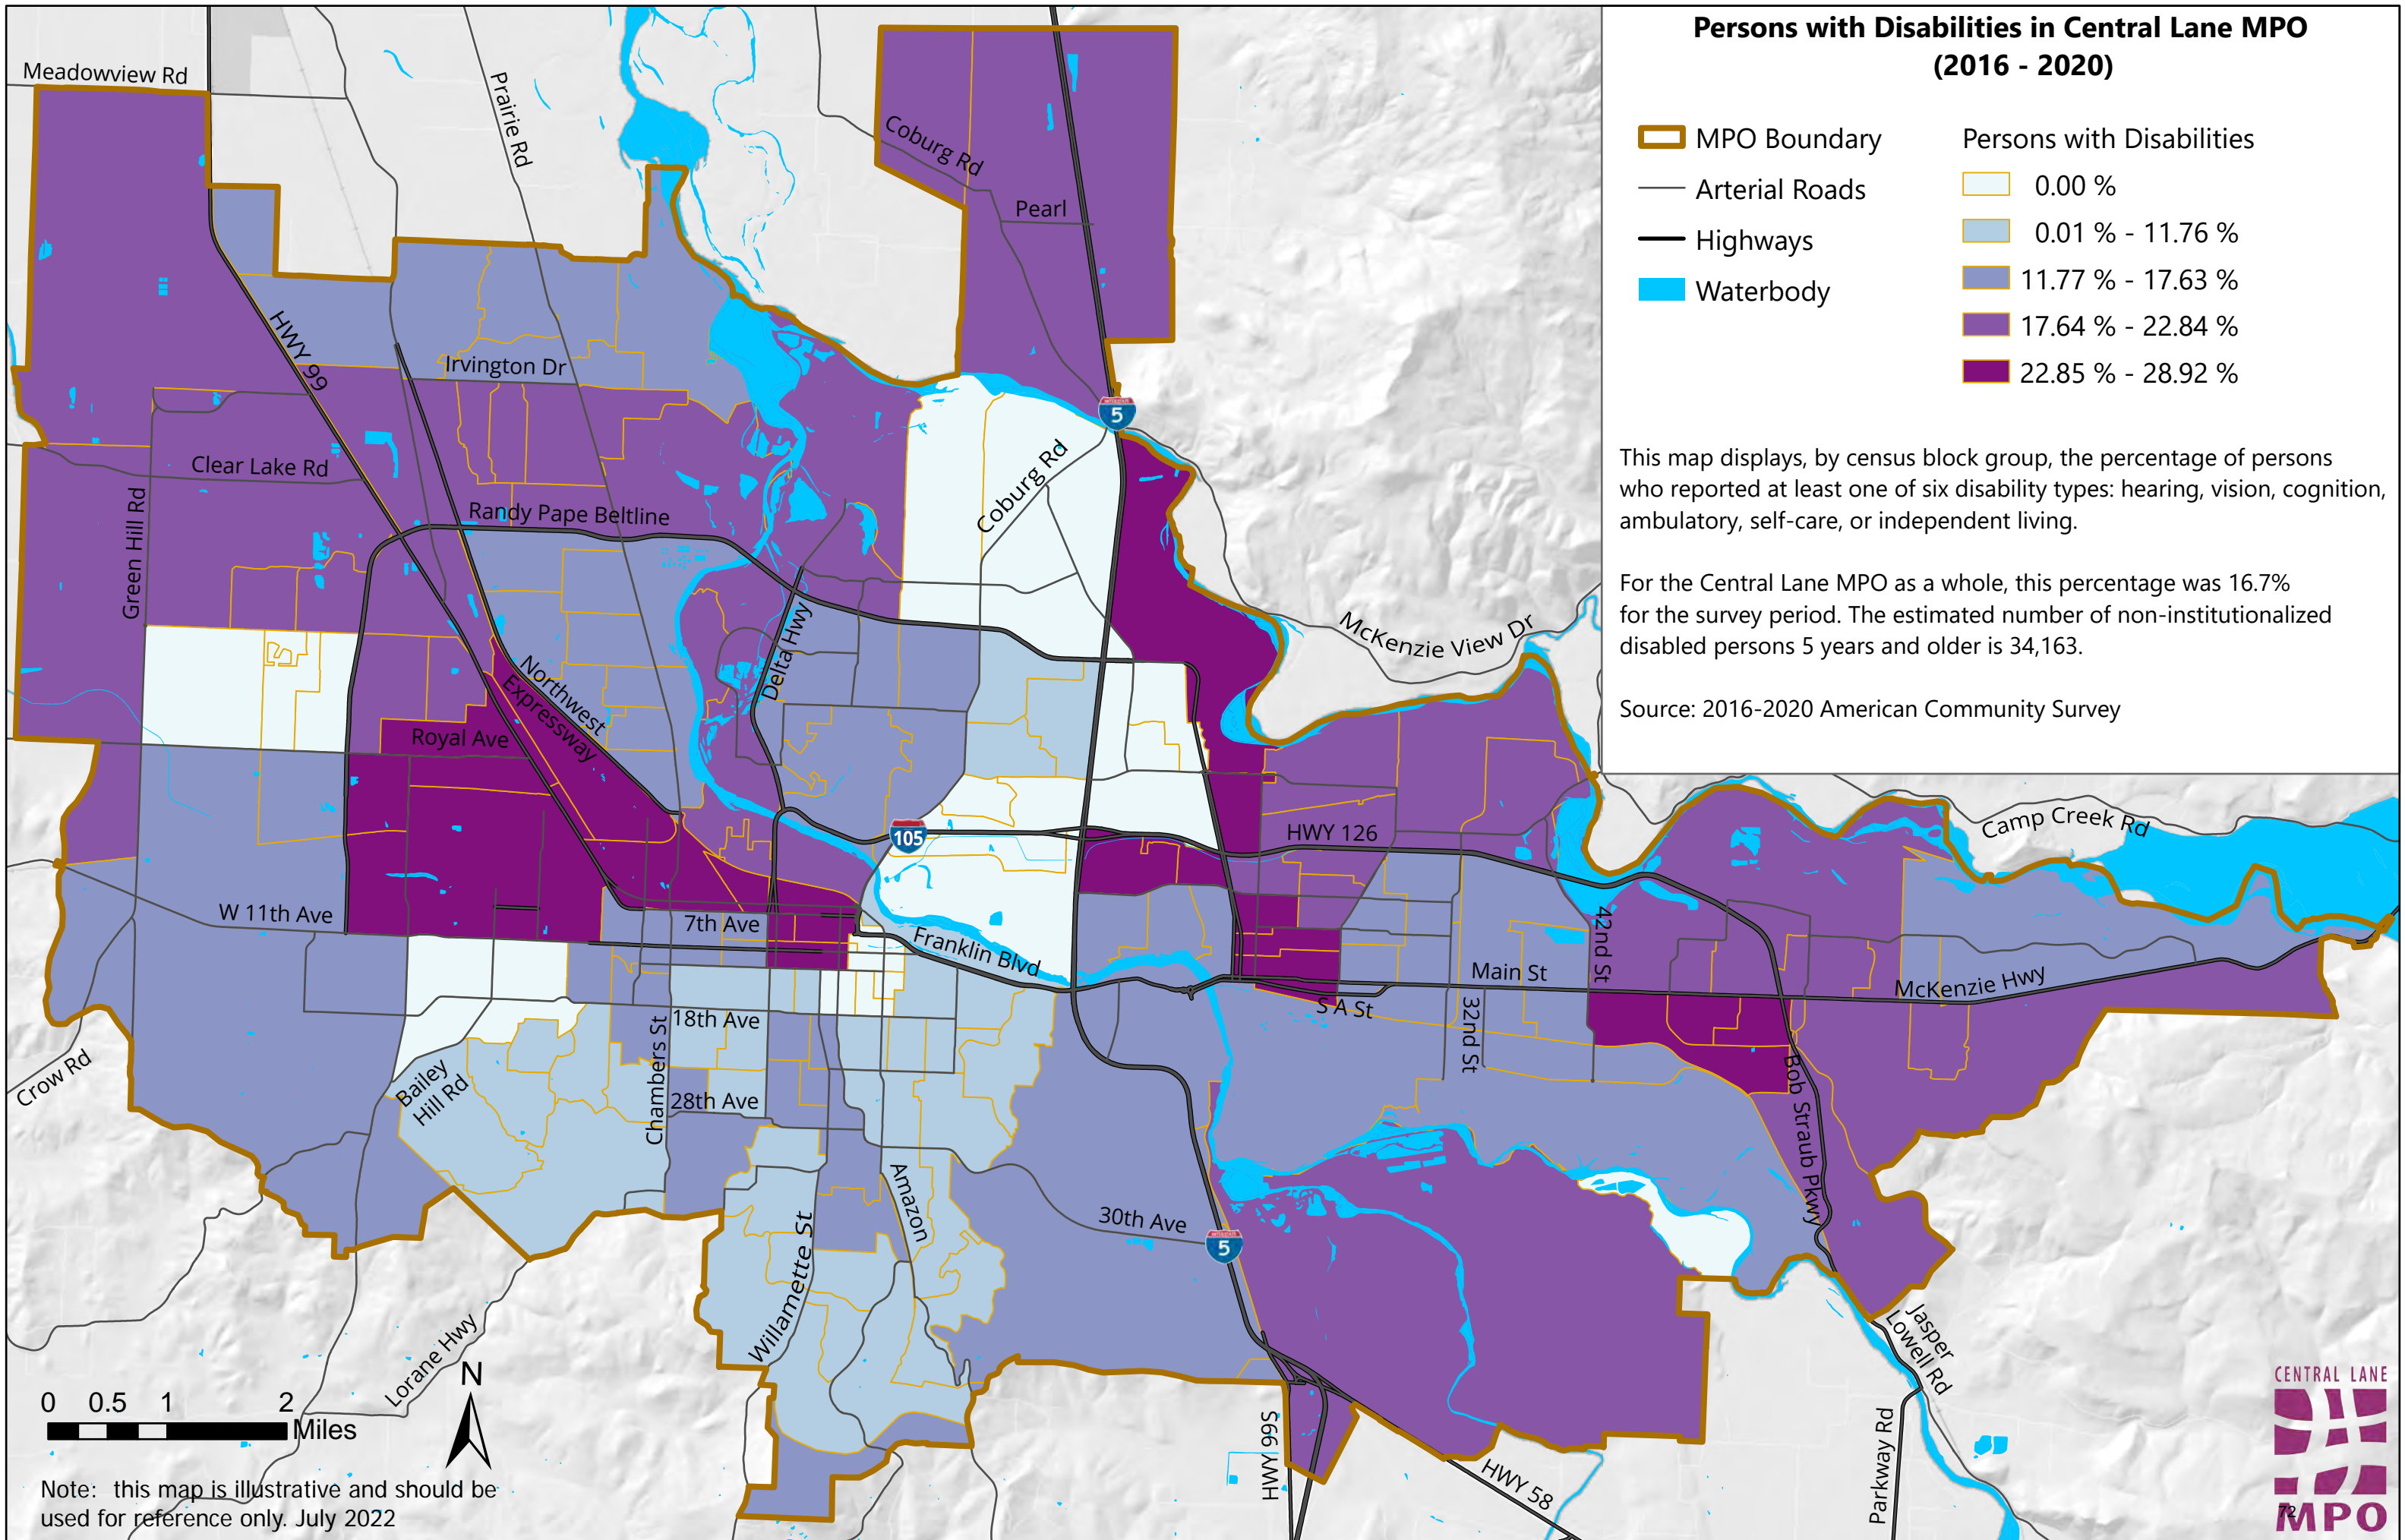 Persons with Disabilities in Central Lane MPO
(2016 - 2020)
MPO Boundary
Arterial Roads
Highways
Waterbody
Persons with Disabilities
0.00 %
0.01 % - 11.76 %
11.77 % - 17.63 %
17.64 % - 22.84 %
22.85 % - 28.92 %
This map displays, by census block group, the percentage of persons
who reported at least one of six disability types: hearing, vision, cognition,
ambulatory, self-care, or independent living.
For the Central Lane MPO as a whole, this percentage was 16.7%
for the survey period. The estimated number of non-institutionalized
disabled persons 5 years and older is 34,163.
Source: 2016-2020 American Community Survey
Meadowview Rd
Prairie Rd
Coburg Rd
Pearl
HWY 99
Irvington Dr
5
Clear Lake Rd
Coburg Rd
Green Hill Rd
Randy Pape Beltline
Delta Hwy
McKenzie View Dr
Northwest
Expressway
Royal Ave
105
HWY 126
Camp Creek Rd
W 11th Ave
7th Ave
Franklin Blvd
42nd St
Main St
McKenzie Hwy
S A St
32nd St
18th Ave
Chambers St
Crow Rd
Bailey
Hill Rd
28th Ave
Bob Straub Pkwy
Amazon
30th Ave
5
Willamette St
Lorane Hwy
Jasper
Lowell Rd
HWY 99S
HWY 58
Parkway Rd
0 0.5 1 2
Miles
N
Note: this map is illustrative and should be
used for reference only. July 2022
CENTRAL LANE
MPO
72